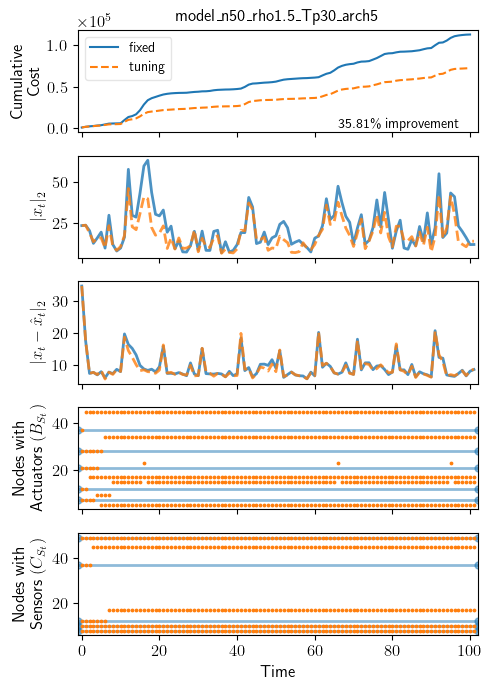 model_n50_rho1.5_Tp30_arch5
×10⁵
Cumulative
Cost
1.0
0.5
0.0
fixed
tuning
35.81% improvement
|x_t|_2
50
25
|x_t − x̂_t|_2
30
20
10
Nodes with
Actuators (B_{S_t})
40
20
Nodes with
Sensors (C_{S_t})
40
20
0 20 40 60 80 100
Time